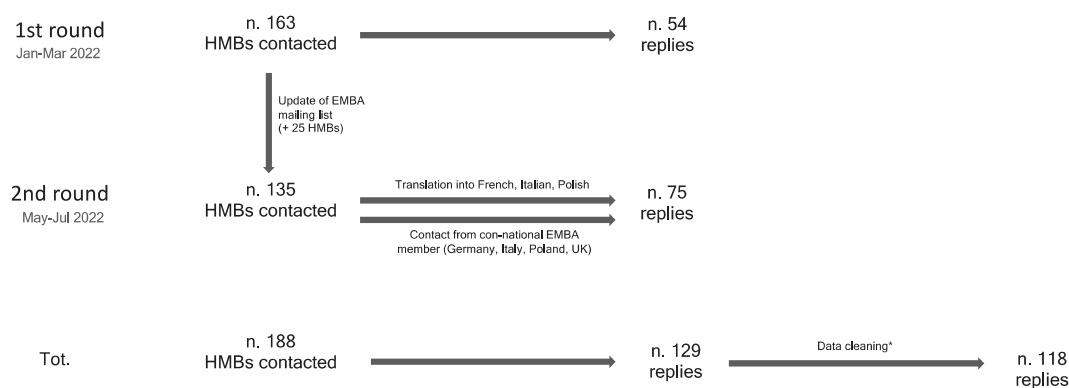 1st round
Jan-Mar 2022
n. 163
HMBs contacted
n. 54
replies
Update of EMBA
mailing list
(+ 25 HMBs)
2nd round
May-Jul 2022
n. 135
HMBs contacted
Translation into French, Italian, Polish
Contact from con-national EMBA
member (Germany, Italy, Poland, UK)
n. 75
replies
Tot.
n. 188
HMBs contacted
n. 129
replies
Data cleaning*
n. 118
replies